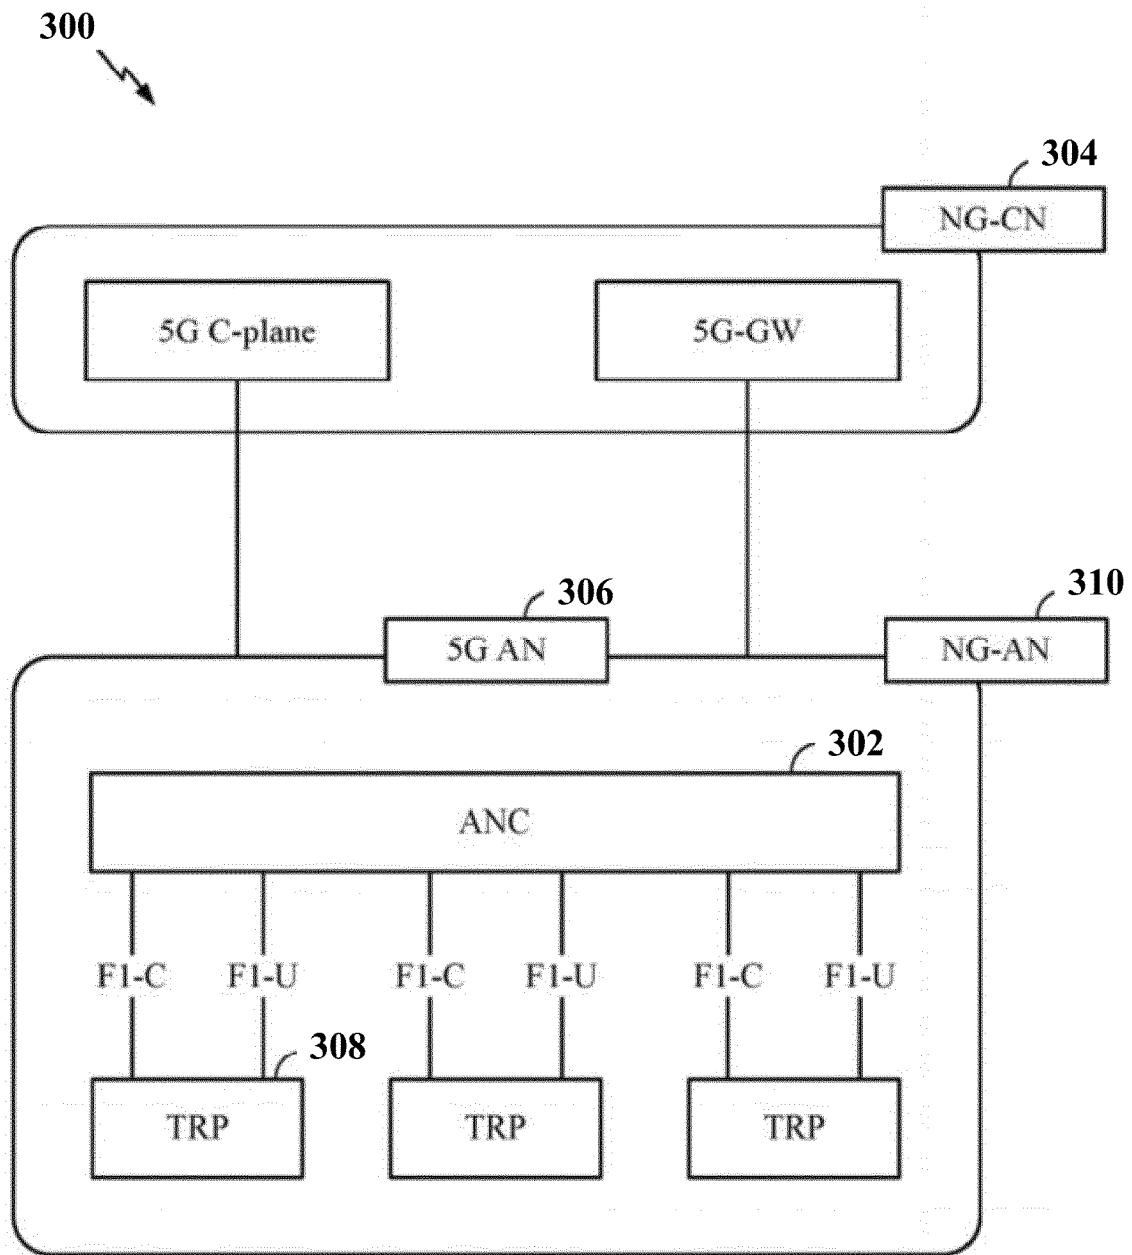 300
304
NG-CN
5G C-plane
5G-GW
306
310
5G AN
NG-AN
302
ANC
F1-C F1-U F1-C F1-U F1-C F1-U
308
TRP TRP TRP